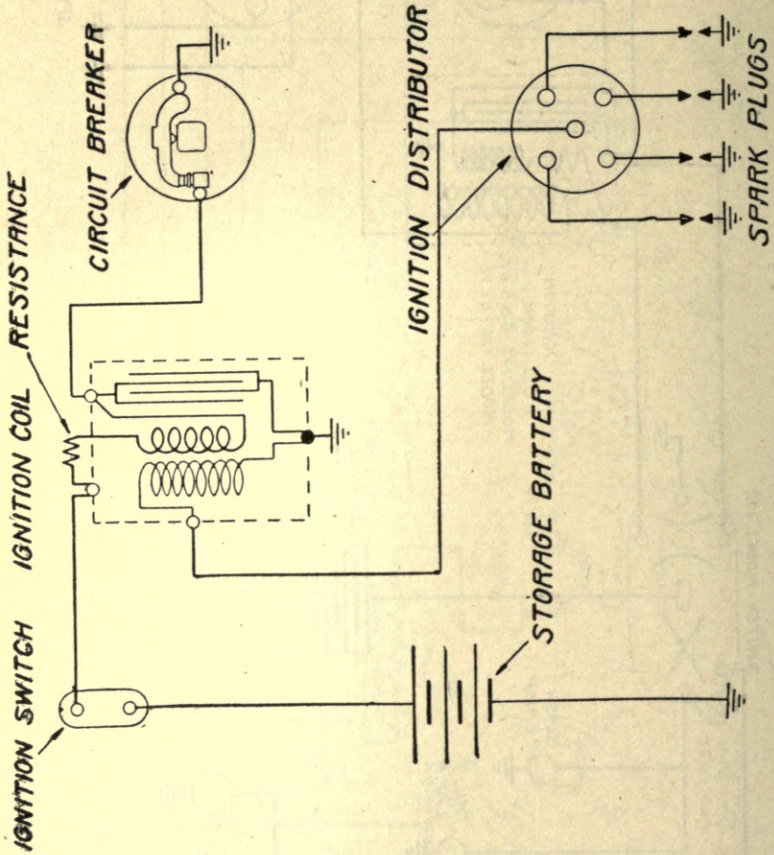 IGNITION SWITCH
IGNITION COIL
RESISTANCE
CIRCUIT BREAKER
STORAGE BATTERY
IGNITION DISTRIBUTOR
SPARK PLUGS